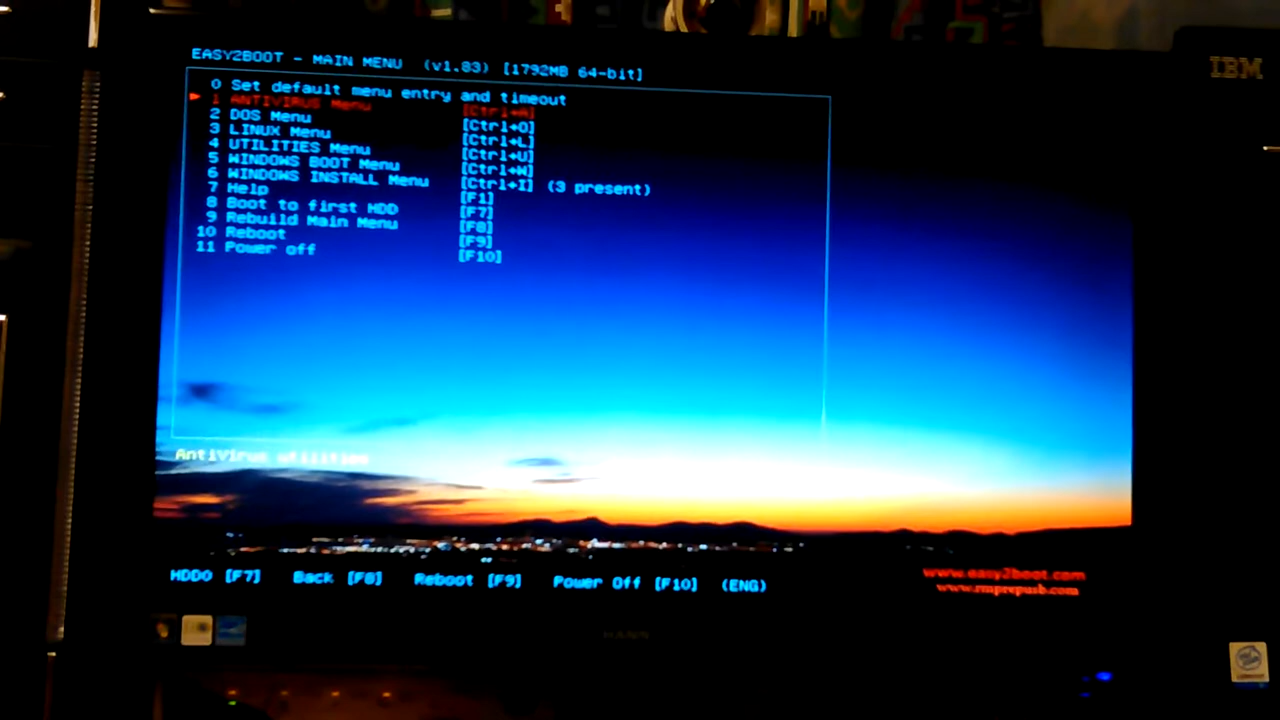 EASY2BOOT - MAIN MENU (v1.83) [1792MB 64-bit]
IBM
0 Set default menu entry and timeout
1 ANTIVIRUS Menu [Ctrl+A]
2 DOS Menu [Ctrl+O]
3 LINUX Menu [Ctrl+L]
4 UTILITIES Menu [Ctrl+U]
5 WINDOWS BOOT Menu [Ctrl+W]
6 WINDOWS INSTALL Menu [Ctrl+I] (3 present)
7 Help [F1]
8 Boot to first HDD [F7]
9 Rebuild Main Menu [F8]
10 Reboot [F9]
11 Power off [F10]
Antivirus utilities
HDD0 [F7] Back [F8] Reboot [F9] Power Off [F10] (ENG)
www.easy2boot.com
www.rmprepusb.com